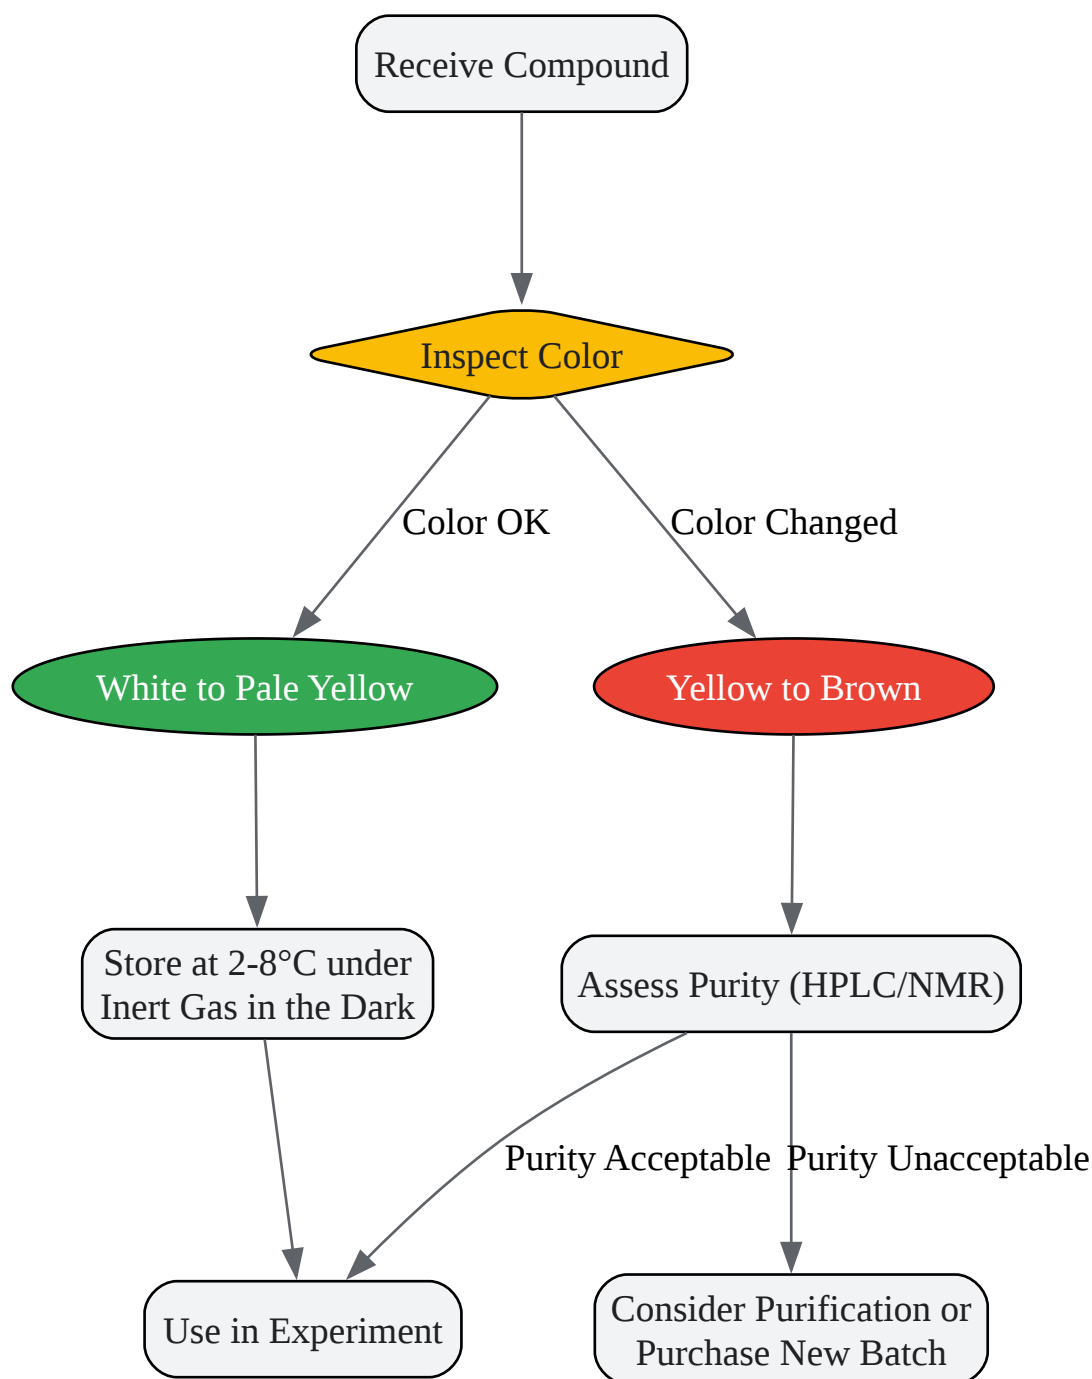 Receive Compound
Inspect Color
Color OK
Color Changed
White to Pale Yellow
Yellow to Brown
Store at 2-8°C under
Inert Gas in the Dark
Assess Purity (HPLC/NMR)
Purity Acceptable
Purity Unacceptable
Use in Experiment
Consider Purification or
Purchase New Batch